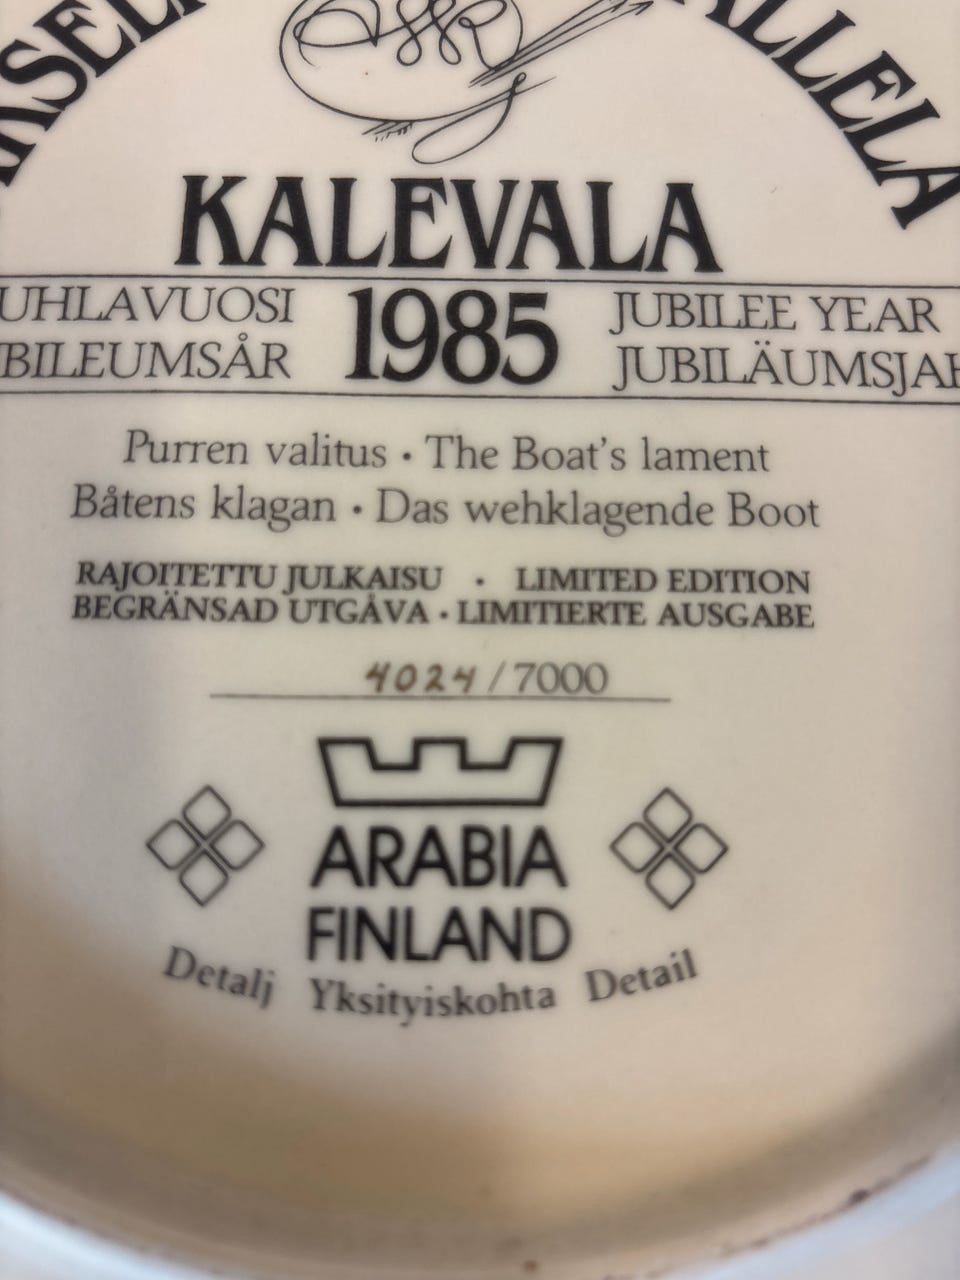 KALEVALA
UHLAVUOSI 1985 JUBILEE YEAR
BILEUMSÅR JUBILÄUMSJAH
Purren valitus · The Boat's lament
Båtens klagan · Das wehklagende Boot
RAJOITETTU JULKAISU · LIMITED EDITION
BEGRÄNSAD UTGÅVA · LIMITIERTE AUSGABE
4024 / 7000
ARABIA
FINLAND
Detalj Yksityiskohta Detail